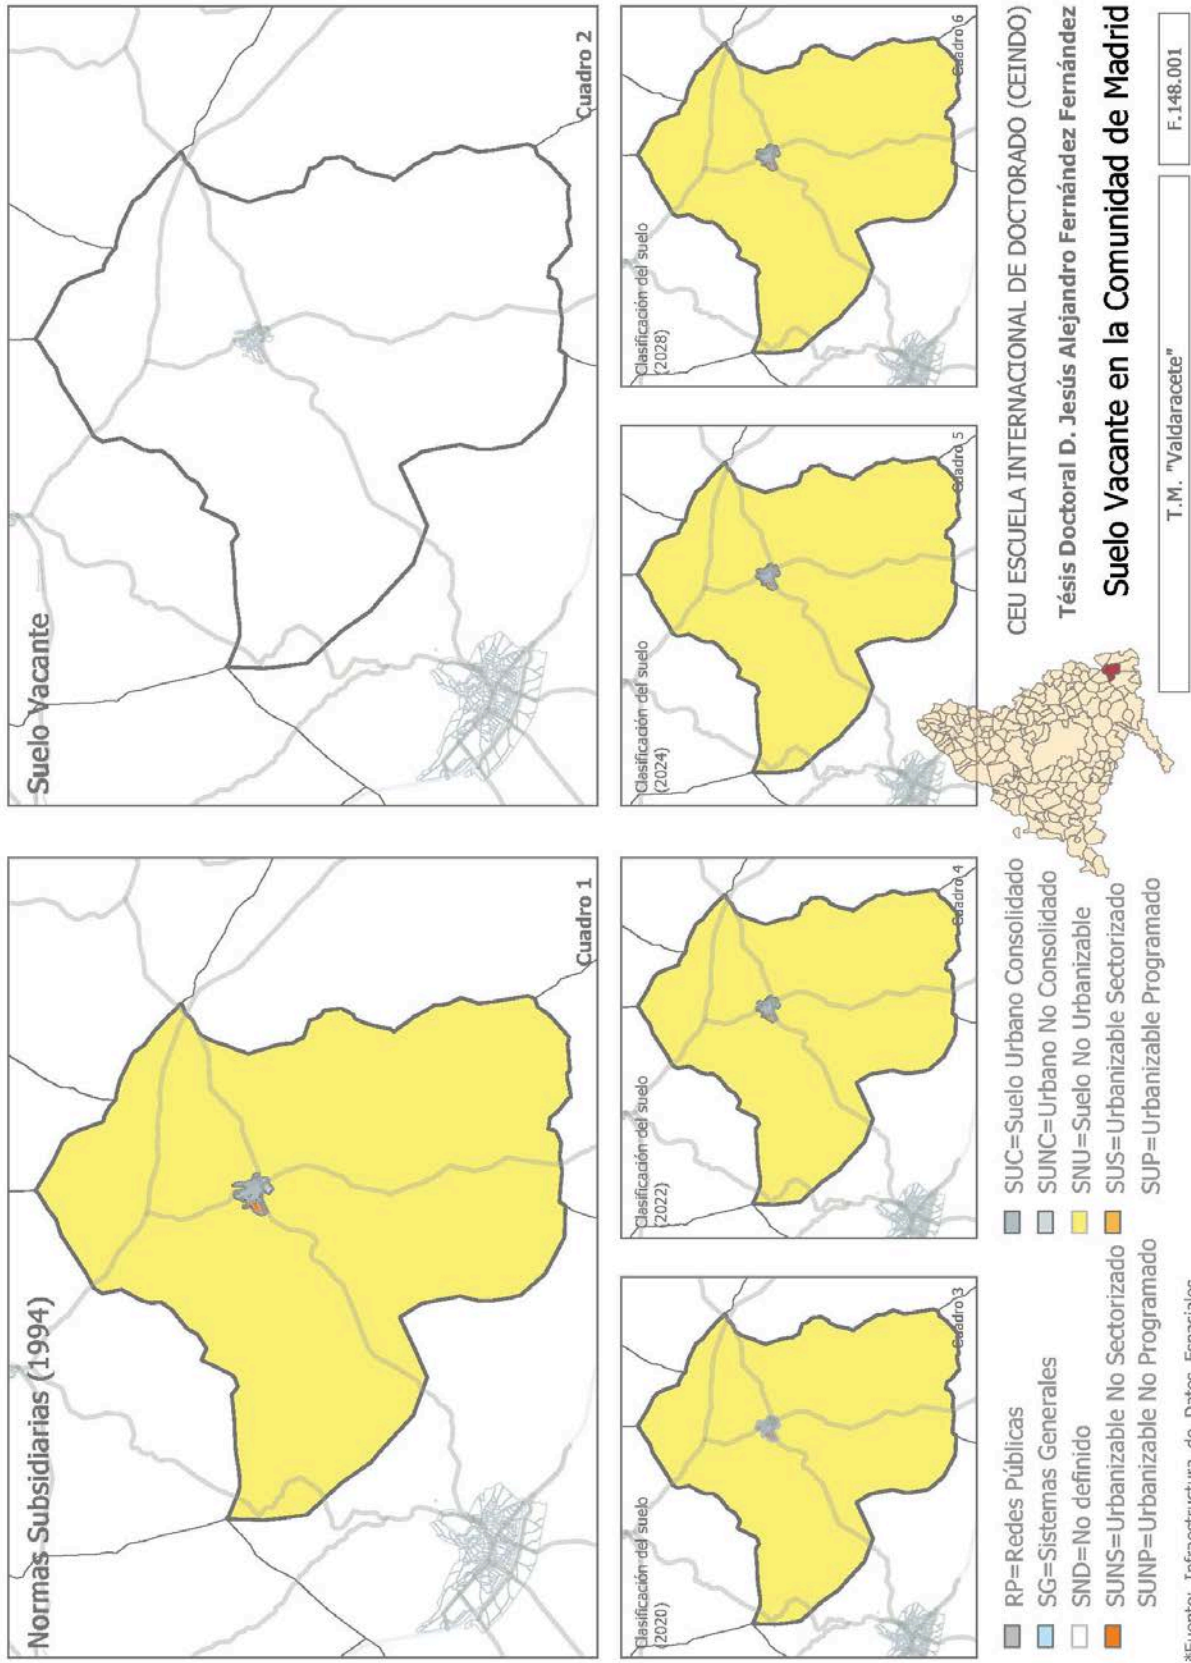 Normas Subsidiarias (1994)
Cuadro 1
Suelo Vacante
Cuadro 2
Clasificación del suelo
(2020)
Cuadro 3
Clasificación del suelo
(2022)
Cuadro 4
Clasificación del suelo
(2024)
Cuadro 5
Clasificación del suelo
(2028)
Cuadro 6
RP=Redes Públicas
SG=Sistemas Generales
SND=No definido
SUNS=Urbanizable No Sectorizado
SUNP=Urbanizable No Programado
SUC=Suelo Urbano Consolidado
SUNC=Urbano No Consolidado
SNU=Suelo No Urbanizable
SUS=Urbanizable Sectorizado
SUP=Urbanizable Programado
CEU ESCUELA INTERNACIONAL DE DOCTORADO (CEINDO)
Tésis Doctoral D. Jesús Alejandro Fernández Fernández
Suelo Vacante en la Comunidad de Madrid
T.M. "Valdaracete"
F.148.001
*Fuente: Infraestructura de Datos Espaciales